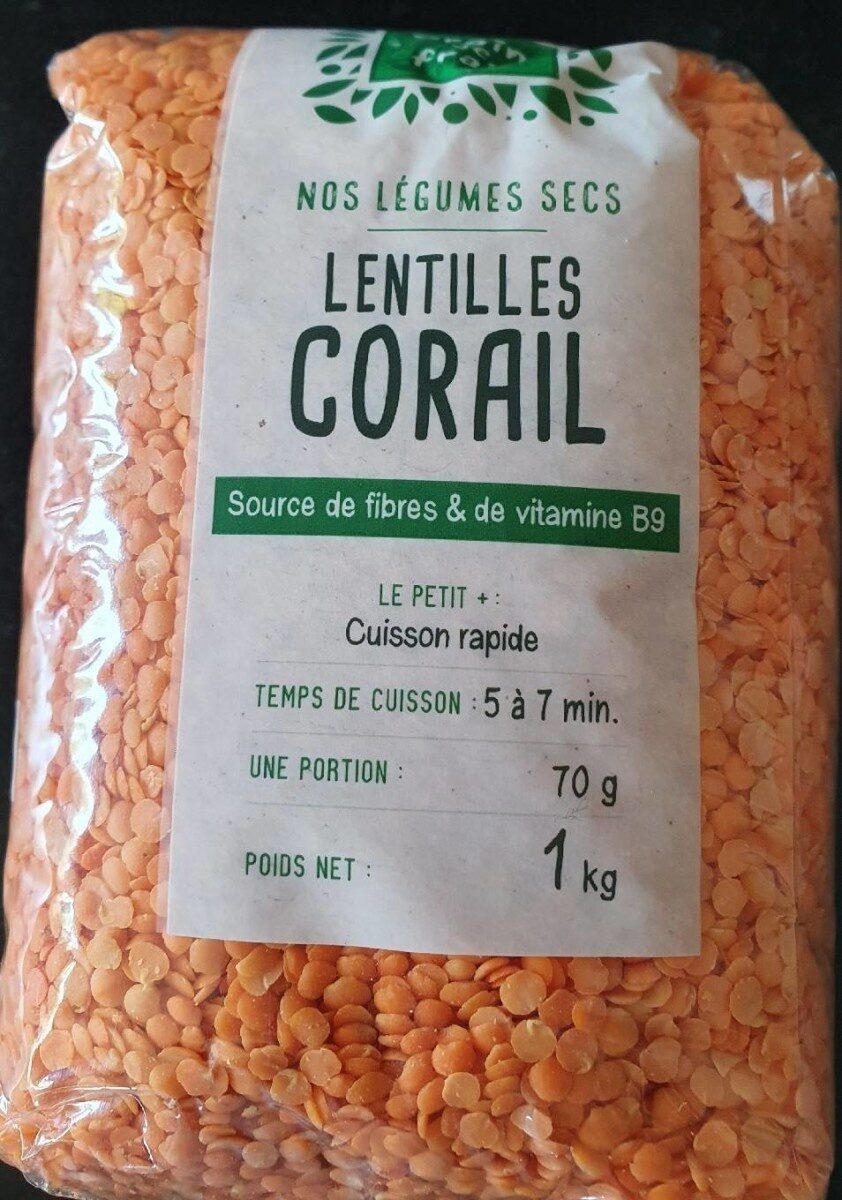 NOS LÉGUMES SECS
LENTILLES
CORAIL
Source de fibres & de vitamine B9
LE PETIT + :
Cuisson rapide
TEMPS DE CUISSON : 5 à 7 min.
UNE PORTION : 70 g
POIDS NET : 1 kg